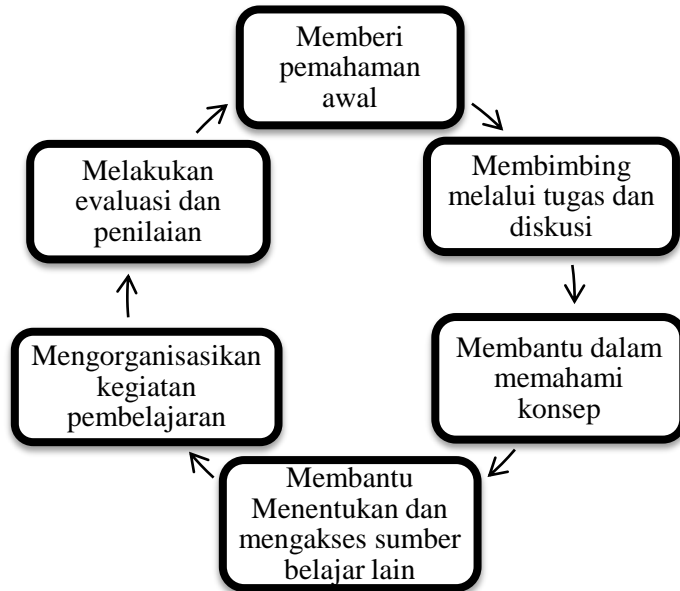 Memberi
pemahaman
awal
Membimbing
melalui tugas dan
diskusi
Membantu dalam
memahami
konsep
Membantu
Menentukan dan
mengakses sumber
belajar lain
Mengorganisasikan
kegiatan
pembelajaran
Melakukan
evaluasi dan
penilaian